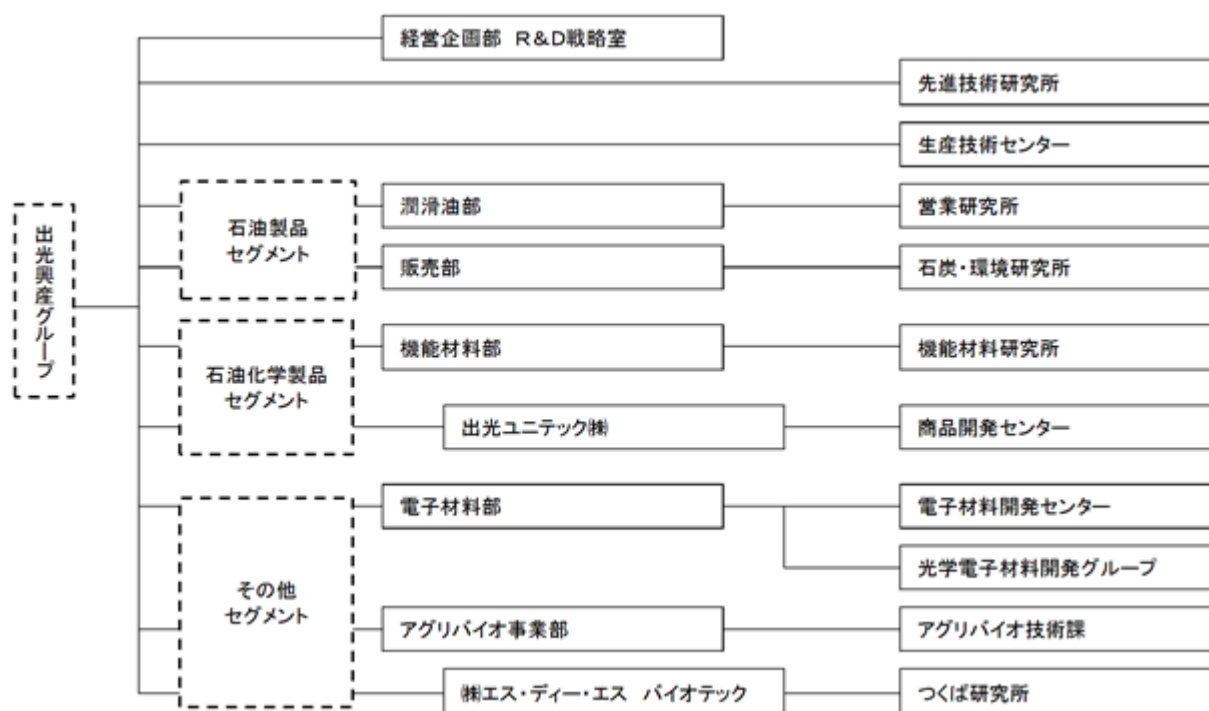 経営企画部　R＆D戦略室
先進技術研究所
生産技術センター
出光興産グループ
石油製品
セグメント
潤滑油部
営業研究所
販売部
石炭・環境研究所
石油化学製品
セグメント
機能材料部
機能材料研究所
出光ユニテック㈱
商品開発センター
その他
セグメント
電子材料部
電子材料開発センター
光学電子材料開発グループ
アグリバイオ事業部
アグリバイオ技術課
㈱エス・ディー・エス　バイオテック
つくば研究所